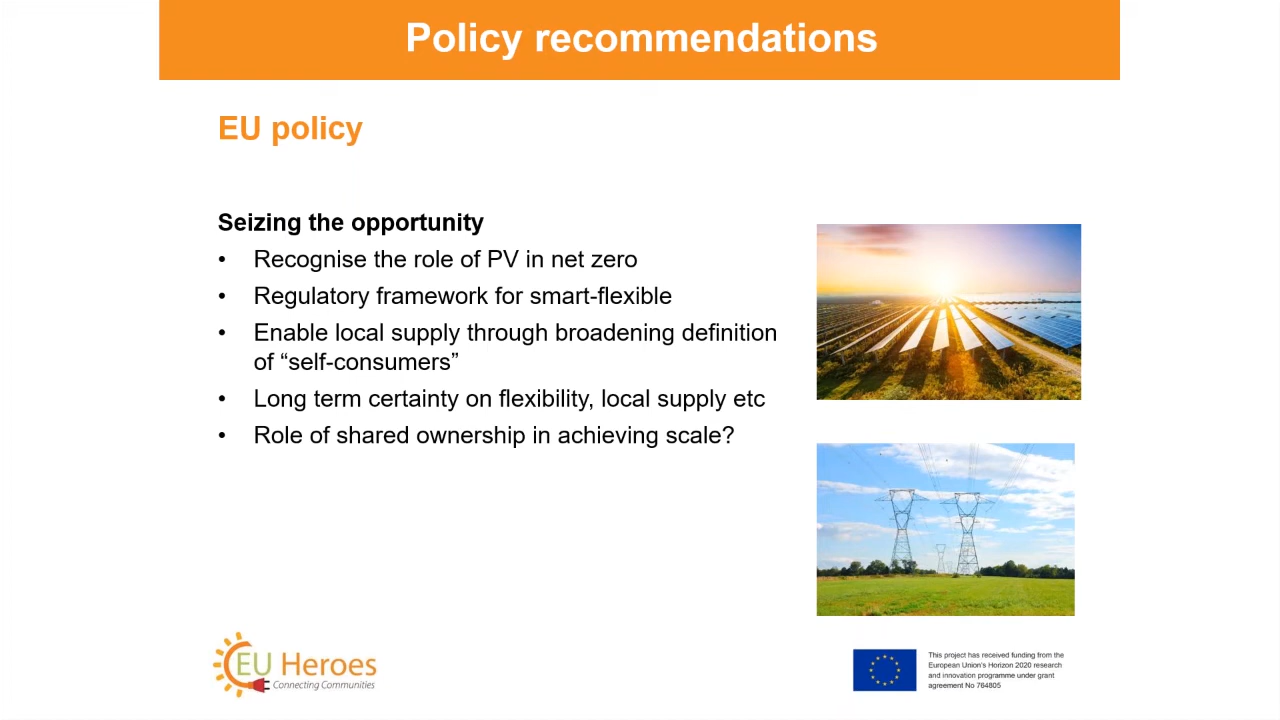 Policy recommendations
EU policy
Seizing the opportunity
• Recognise the role of PV in net zero
• Regulatory framework for smart-flexible
• Enable local supply through broadening definition
of “self-consumers”
• Long term certainty on flexibility, local supply etc
• Role of shared ownership in achieving scale?
EU Heroes
Connecting Communities
This project has received funding from the
European Union's Horizon 2020 research
and innovation programme under grant
agreement No 764805